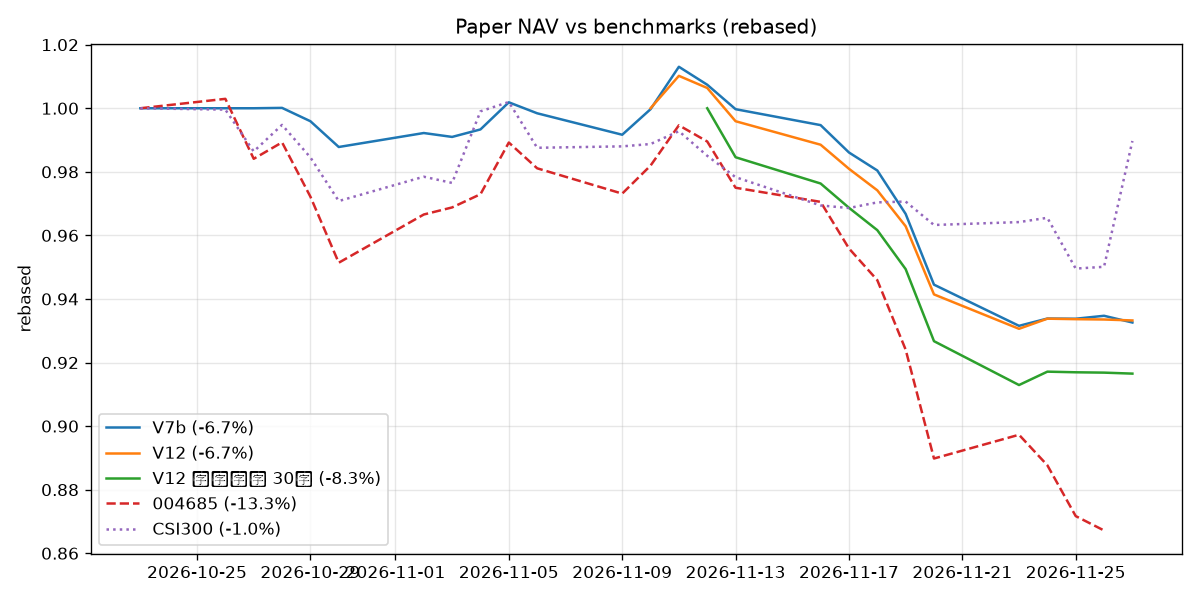 Paper NAV vs benchmarks (rebased)
1.02
1.00
0.98
0.96
0.94
0.92
0.90
0.88
0.86
rebased
V7b (-6.7%)
V12 (-6.7%)
V12 30 (-8.3%)
004685 (-13.3%)
CSI300 (-1.0%)
2026-10-25 2026-10-29 2026-11-01 2026-11-05 2026-11-09 2026-11-13 2026-11-17 2026-11-21 2026-11-25